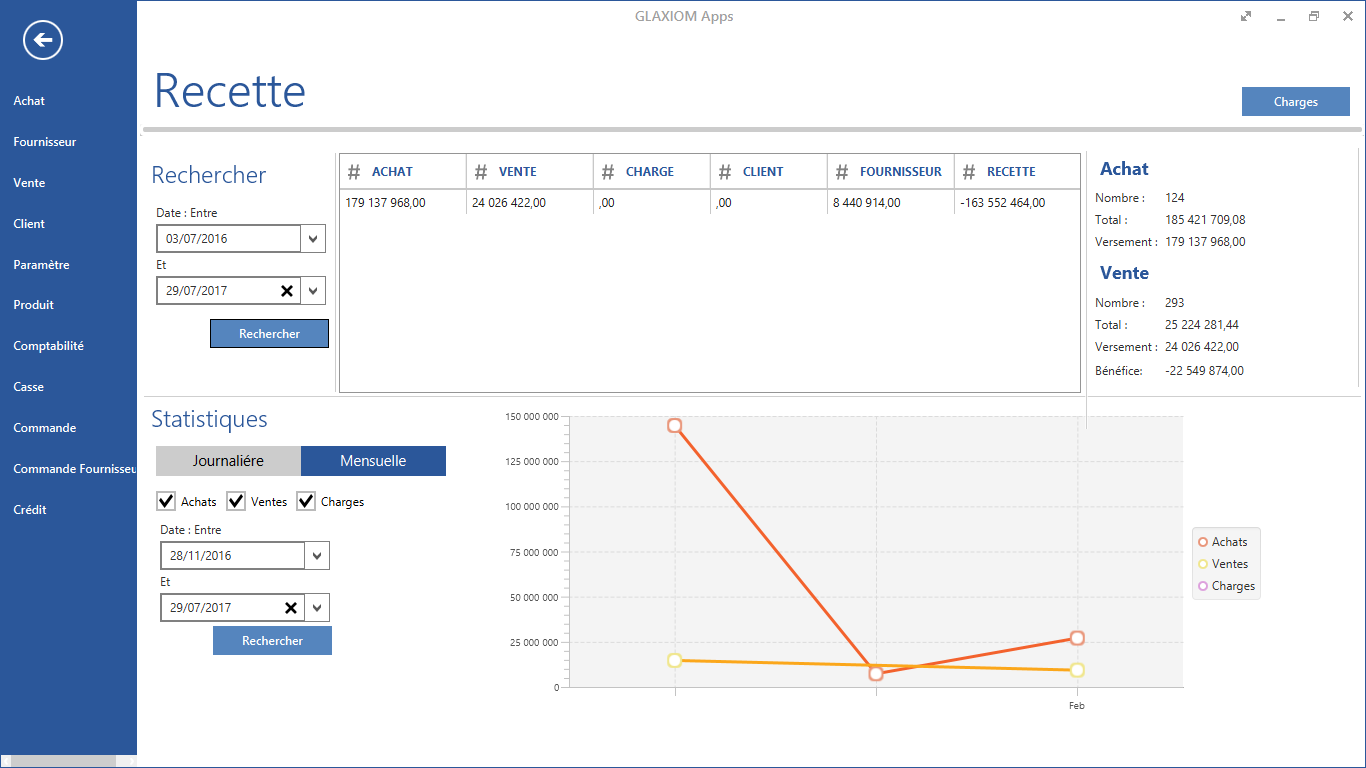 GLAXIOM Apps
Recette
Charges
Achat
Fournisseur
Vente
Client
Paramètre
Produit
Comptabilité
Casse
Commande
Commande Fournisseu
Crédit
Rechercher
Date : Entre
03/07/2016
Et
29/07/2017
Rechercher
# ACHAT # VENTE # CHARGE # CLIENT # FOURNISSEUR # RECETTE
179 137 968,00 24 026 422,00 ,00 ,00 8 440 914,00 -163 552 464,00
Achat
Nombre : 124
Total : 185 421 709,08
Versement : 179 137 968,00
Vente
Nombre : 293
Total : 25 224 281,44
Versement : 24 026 422,00
Bénéfice: -22 549 874,00
Statistiques
Journaliére Mensuelle
Achats Ventes Charges
Date : Entre
28/11/2016
Et
29/07/2017
Rechercher
150 000 000
125 000 000
100 000 000
75 000 000
50 000 000
25 000 000
0
Feb
Achats
Ventes
Charges